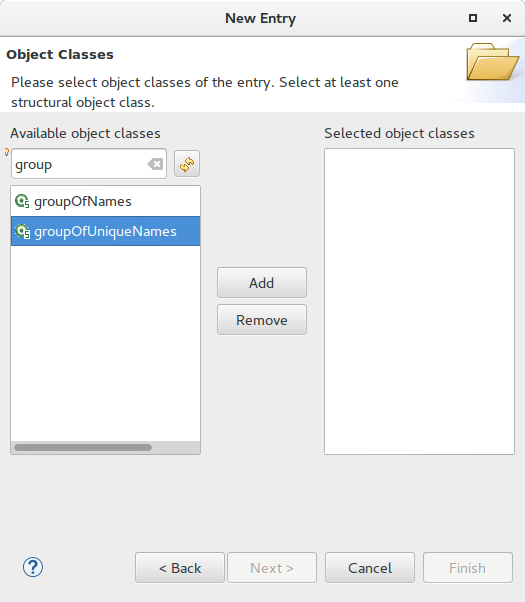 New Entry
Object Classes
Please select object classes of the entry. Select at least one
structural object class.
Available object classes
Selected object classes
group
groupOfNames
groupOfUniqueNames
Add
Remove
< Back
Next >
Cancel
Finish